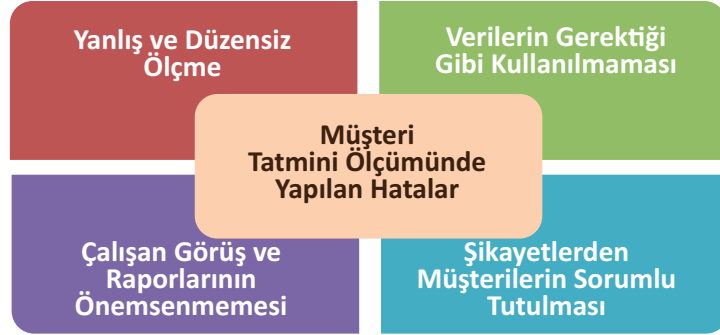 Yanlış ve Düzensiz
Ölçme
Verilerin Gerektiği
Gibi Kullanılmaması
Müşteri
Tatmini Ölçümünde
Yapılan Hatalar
Çalışan Görüş ve
Raporlarının
Önemsenmemesi
Şikayetlerden
Müşterilerin Sorumlu
Tutulması